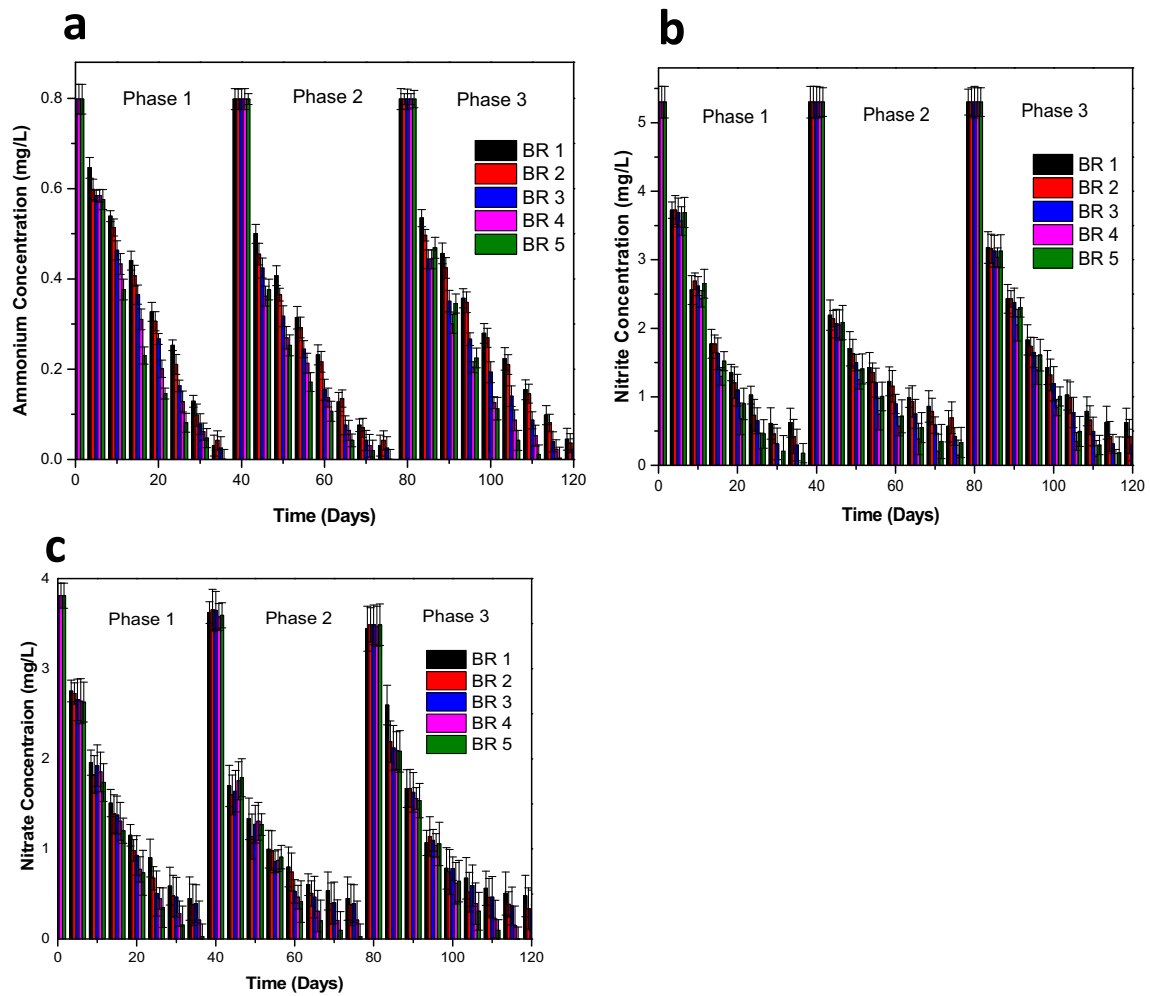 a
Ammonium Concentration (mg/L)
0.8
0.6
0.4
0.2
0.0
Phase 1
Phase 2
Phase 3
BR 1
BR 2
BR 3
BR 4
BR 5
0
20
40
60
80
100
120
Time (Days)
b
Nitrite Concentration (mg/L)
5
4
3
2
1
0
Phase 1
Phase 2
Phase 3
BR 1
BR 2
BR 3
BR 4
BR 5
0
20
40
60
80
100
120
Time (Days)
c
Nitrate Concentraion (mg/L)
4
3
2
1
0
Phase 1
Phase 2
Phase 3
BR 1
BR 2
BR 3
BR 4
BR 5
0
20
40
60
80
100
120
Time (Days)